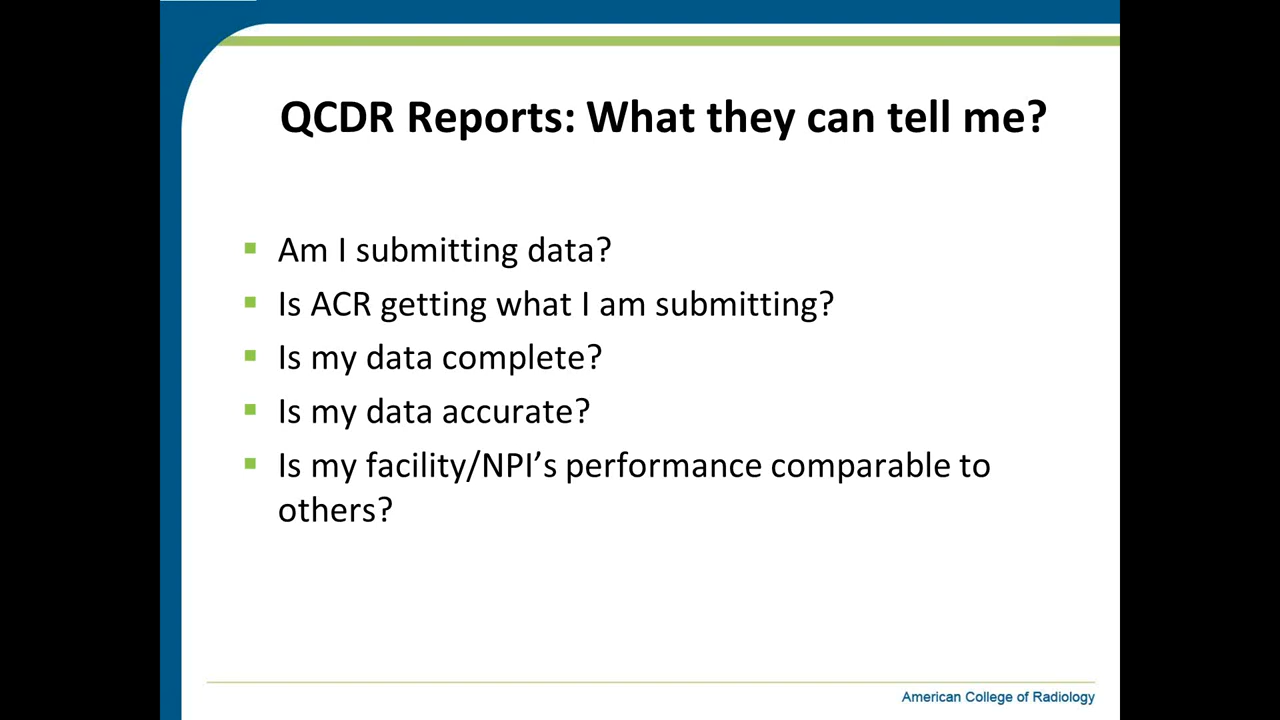 QCDR Reports: What they can tell me?
Am I submitting data?
Is ACR getting what I am submitting?
Is my data complete?
Is my data accurate?
Is my facility/NPI’s performance comparable to
others?
American College of Radiology